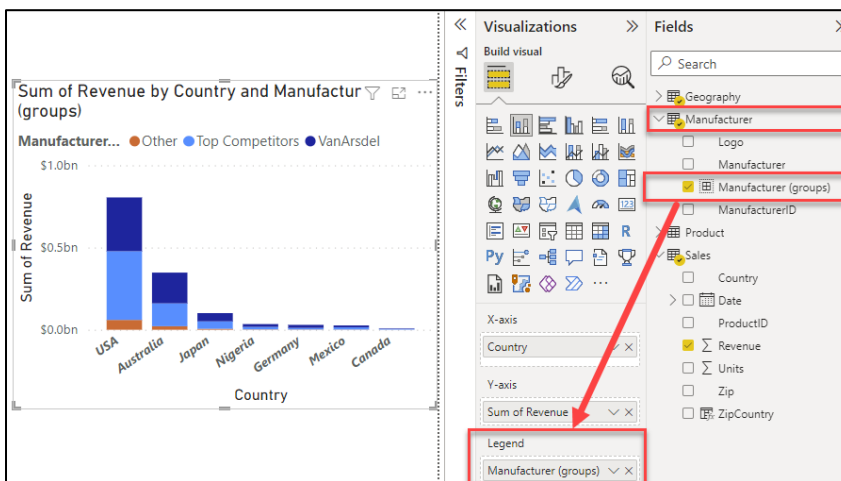 Sum of Revenue by Country and Manufactur
(groups)
Manufacturer... Other Top Competitors VanArsdel
$1.0bn
$0.5bn
$0.0bn
Sum of Revenue
USA
Australia
Japan
Nigeria
Germany
Mexico
Canada
Country
Filters
Visualizations
Build visual
123
R
Py
...
X-axis
Country
Y-axis
Sum of Revenue
Legend
Manufacturer (groups)
Fields
Search
Geography
Manufacturer
Logo
Manufacturer
Manufacturer (groups)
ManufacturerID
Product
Sales
Country
Date
ProductID
Revenue
Units
Zip
ZipCountry